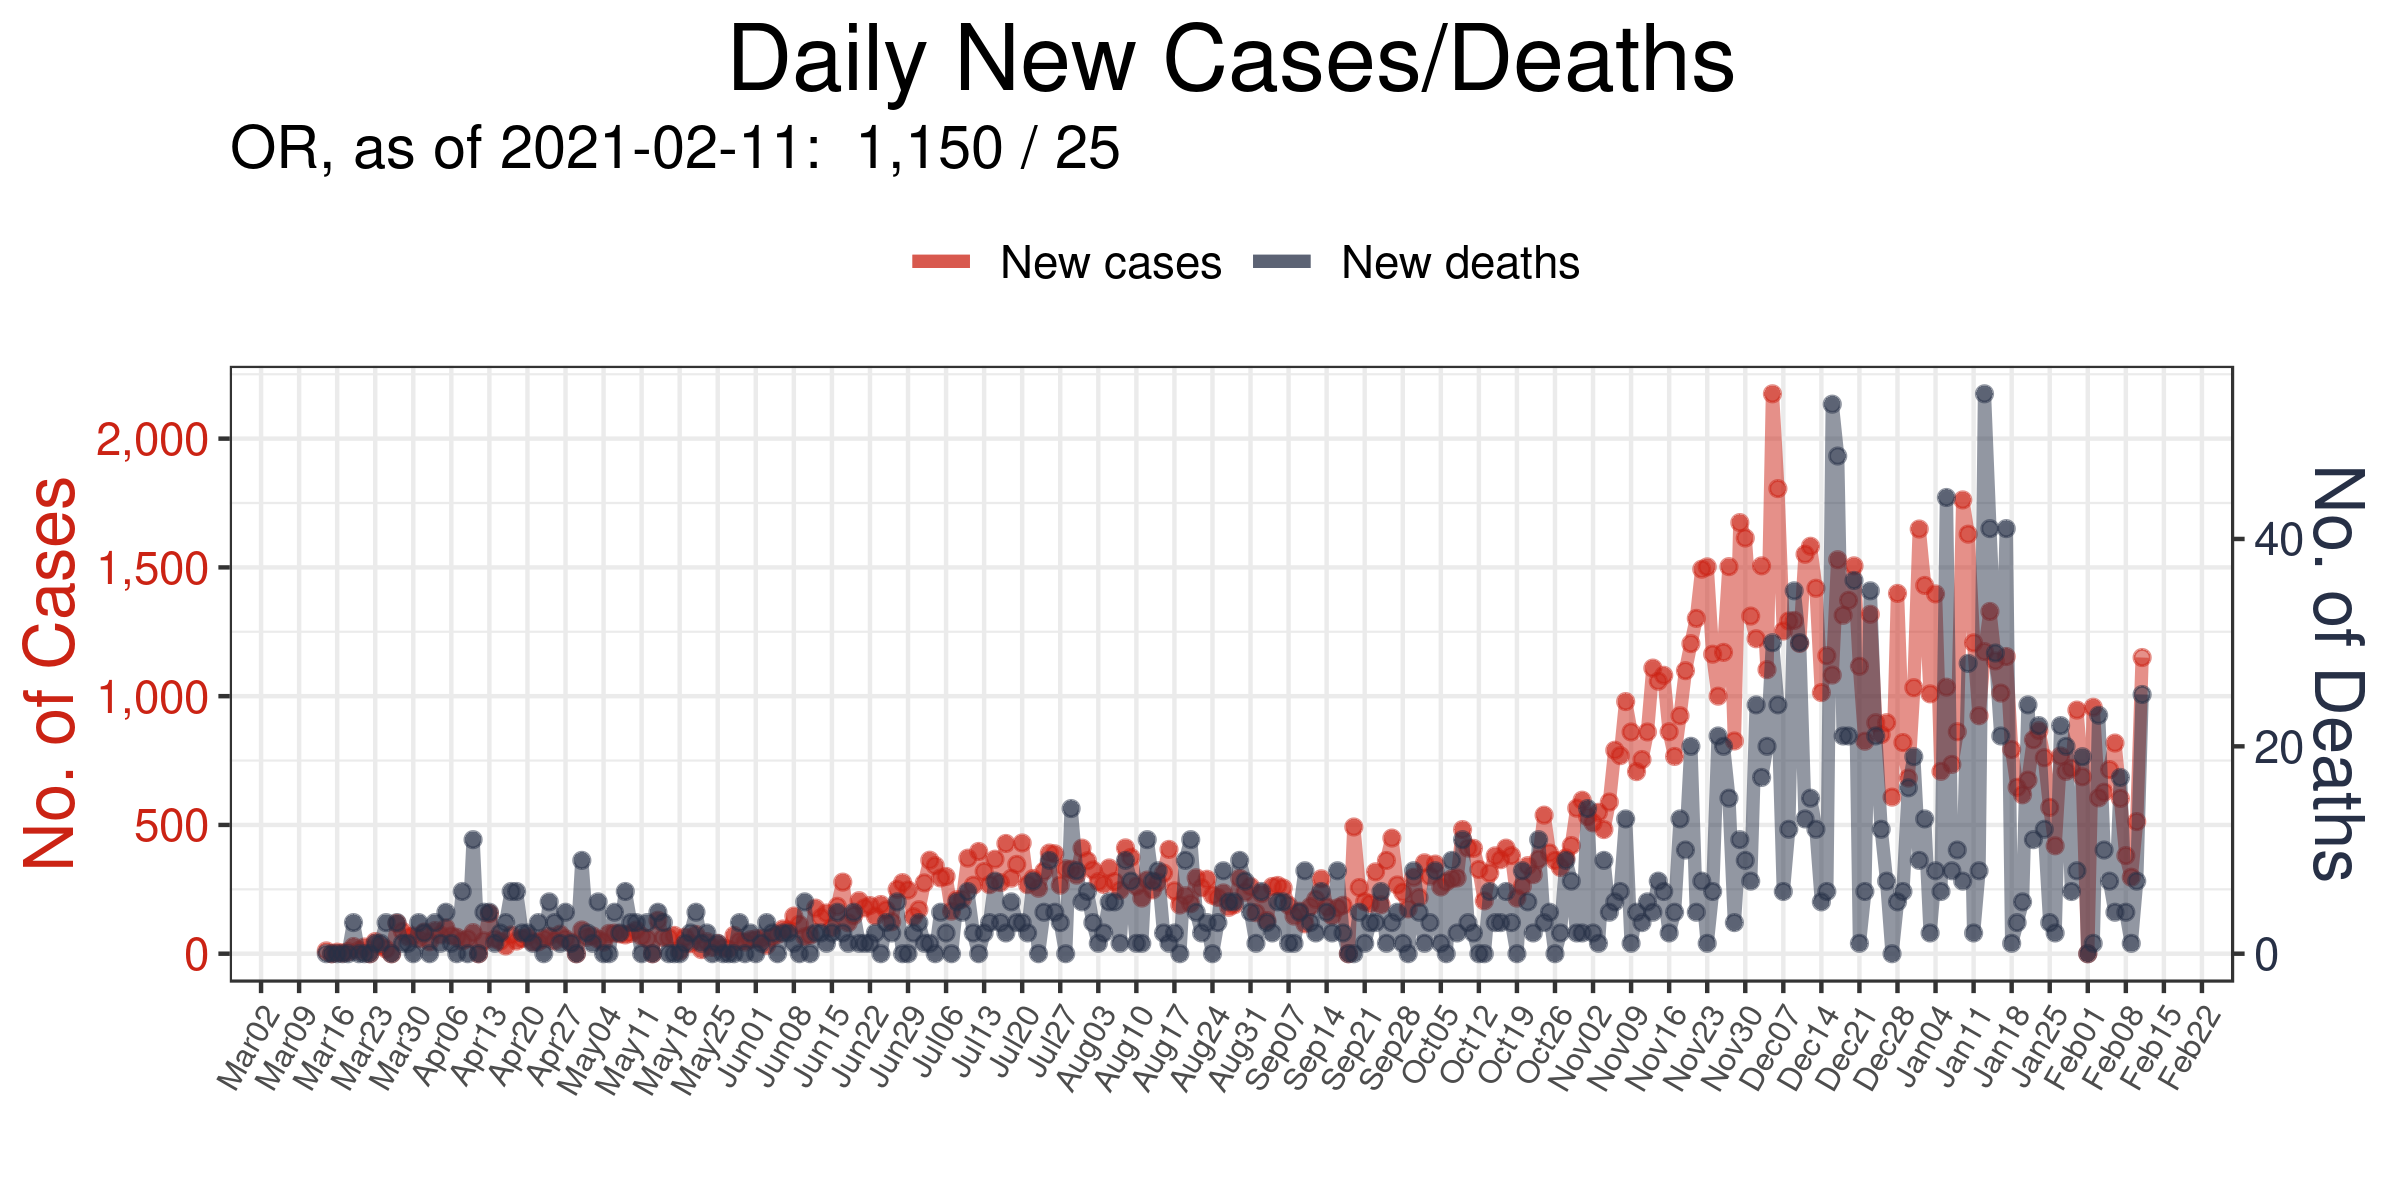 Daily New Cases/Deaths
OR, as of 2021-02-11:  1,150 / 25
New cases
New deaths
No. of Cases
2,000
1,500
1,000
500
0
No. of Deaths
40
20
0
Mar02
Mar09
Mar16
Mar23
Mar30
Apr06
Apr13
Apr20
Apr27
May04
May11
May18
May25
Jun01
Jun08
Jun15
Jun22
Jun29
Jul06
Jul13
Jul20
Jul27
Aug03
Aug10
Aug17
Aug24
Aug31
Sep07
Sep14
Sep21
Sep28
Oct05
Oct12
Oct19
Oct26
Nov02
Nov09
Nov16
Nov23
Nov30
Dec07
Dec14
Dec21
Dec28
Jan04
Jan11
Jan18
Jan25
Feb01
Feb08
Feb15
Feb22